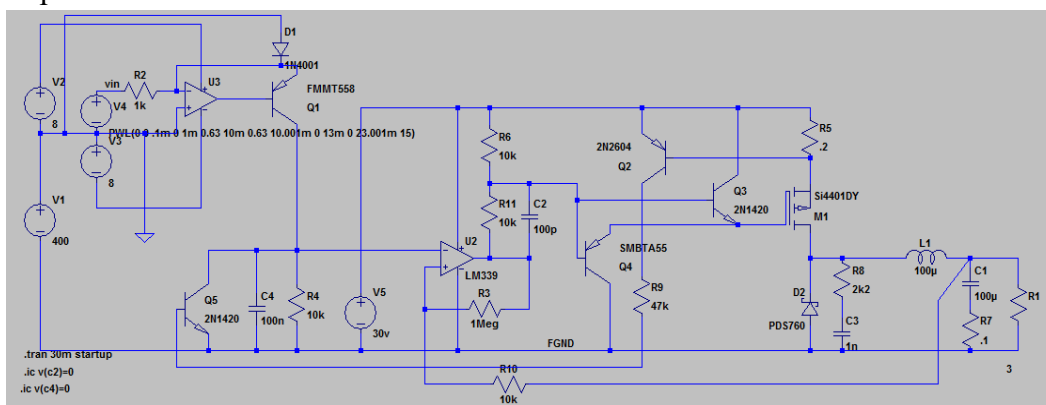 D1
1N4001
V2
8
vin
R2
1k
U3
FMMT558
Q1
V4
PWL(0 0 .1m 0 1m 0.63 10m 0.63 10.001m 0 13m 0 23.001m 15)
V3
8
V1
400
R6
10k
2N2604
Q2
R5
.2
R11
10k
C2
100p
Q3
2N1420
Si4401DY
M1
U2
LM339
SMBTA55
Q4
L1
100µ
C1
100µ
R1
3
R8
2k2
R3
1Meg
R9
47k
D2
PDS760
C3
1n
R7
.1
Q5
2N1420
C4
100n
R4
10k
V5
30v
FGND
.tran 30m startup
.ic v(c2)=0
.ic v(c4)=0
R10
10k